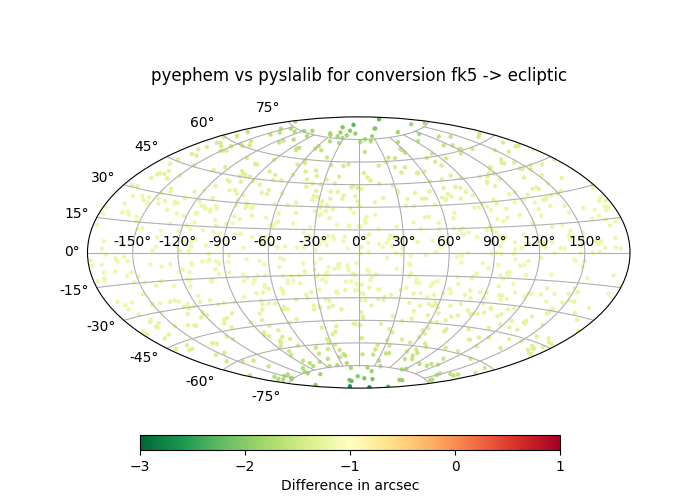 pyephem vs pyslalib for conversion fk5 -> ecliptic
75°
60°
45°
30°
15°
-150° -120° -90° -60° -30° 0° 30° 60° 90° 120° 150°
0°
-15°
-30°
-45°
-60°
-75°
−3 −2 −1 0 1
Difference in arcsec